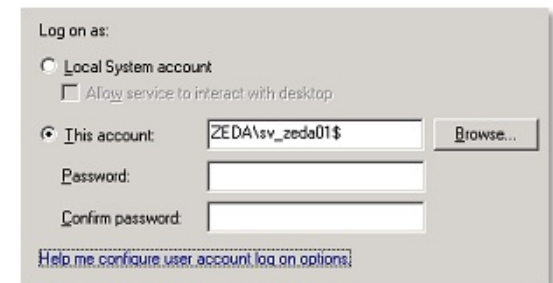 Log on as:
Local System account
Allow service to interact with desktop
This account:
ZEDA\sv_zeda01$
Browse...
Password:
Confirm password:
Help me configure user account log on options.